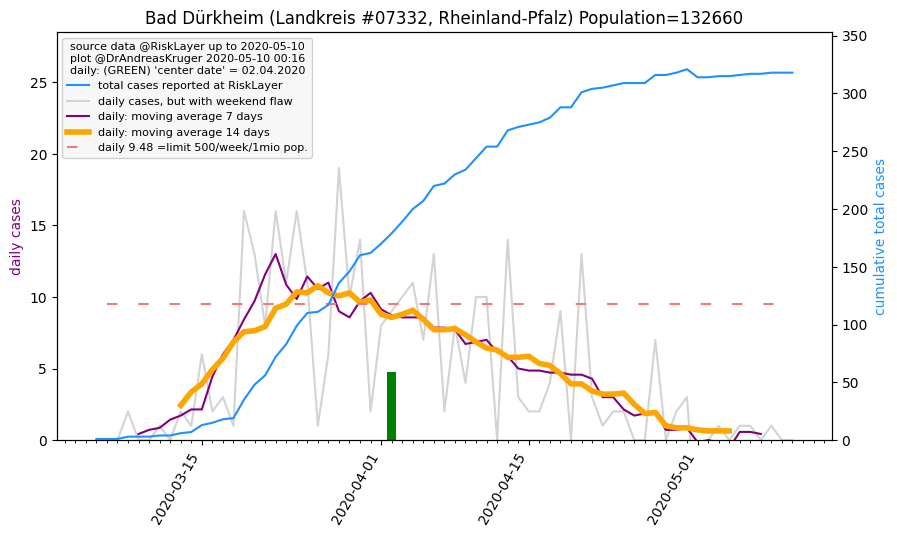 Bad Dürkheim (Landkreis #07332, Rheinland-Pfalz) Population=132660
source data @RiskLayer up to 2020-05-10
plot @DrAndreasKruger 2020-05-10 00:16
daily: (GREEN) 'center date' = 02.04.2020
total cases reported at RiskLayer
daily cases, but with weekend flaw
daily: moving average 7 days
daily: moving average 14 days
daily 9.48 =limit 500/week/1mio pop.
daily cases
25
20
15
10
5
0
350
300
250
200
150
100
50
0
cumulative total cases
2020-03-15
2020-04-01
2020-04-15
2020-05-01